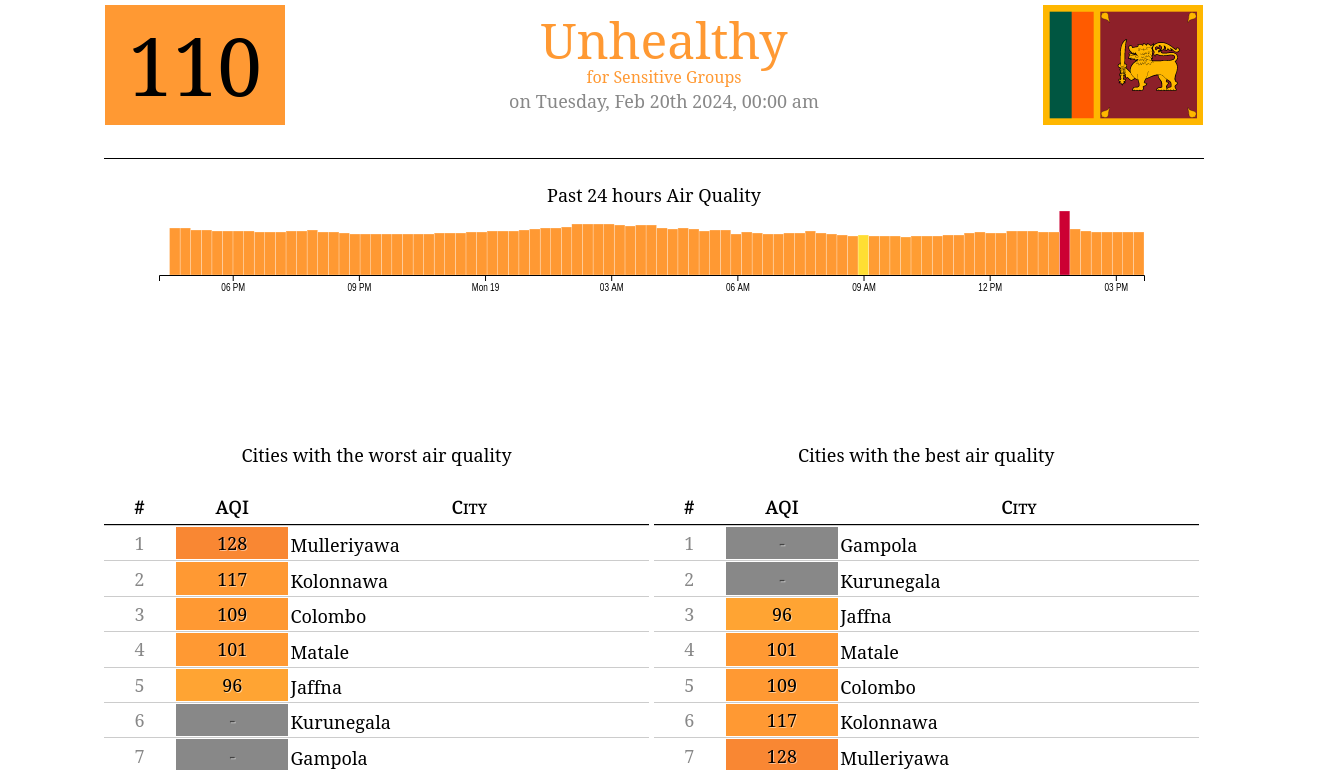 110
Unhealthy
for Sensitive Groups
on Tuesday, Feb 20th 2024, 00:00 am
Past 24 hours Air Quality
06 PM 09 PM Mon 19 03 AM 06 AM 09 AM 12 PM 03 PM
Cities with the worst air quality
# AQI City
1 128 Mulleriyawa
2 117 Kolonnawa
3 109 Colombo
4 101 Matale
5 96 Jaffna
6 - Kurunegala
7 - Gampola
Cities with the best air quality
# AQI City
1 - Gampola
2 - Kurunegala
3 96 Jaffna
4 101 Matale
5 109 Colombo
6 117 Kolonnawa
7 128 Mulleriyawa